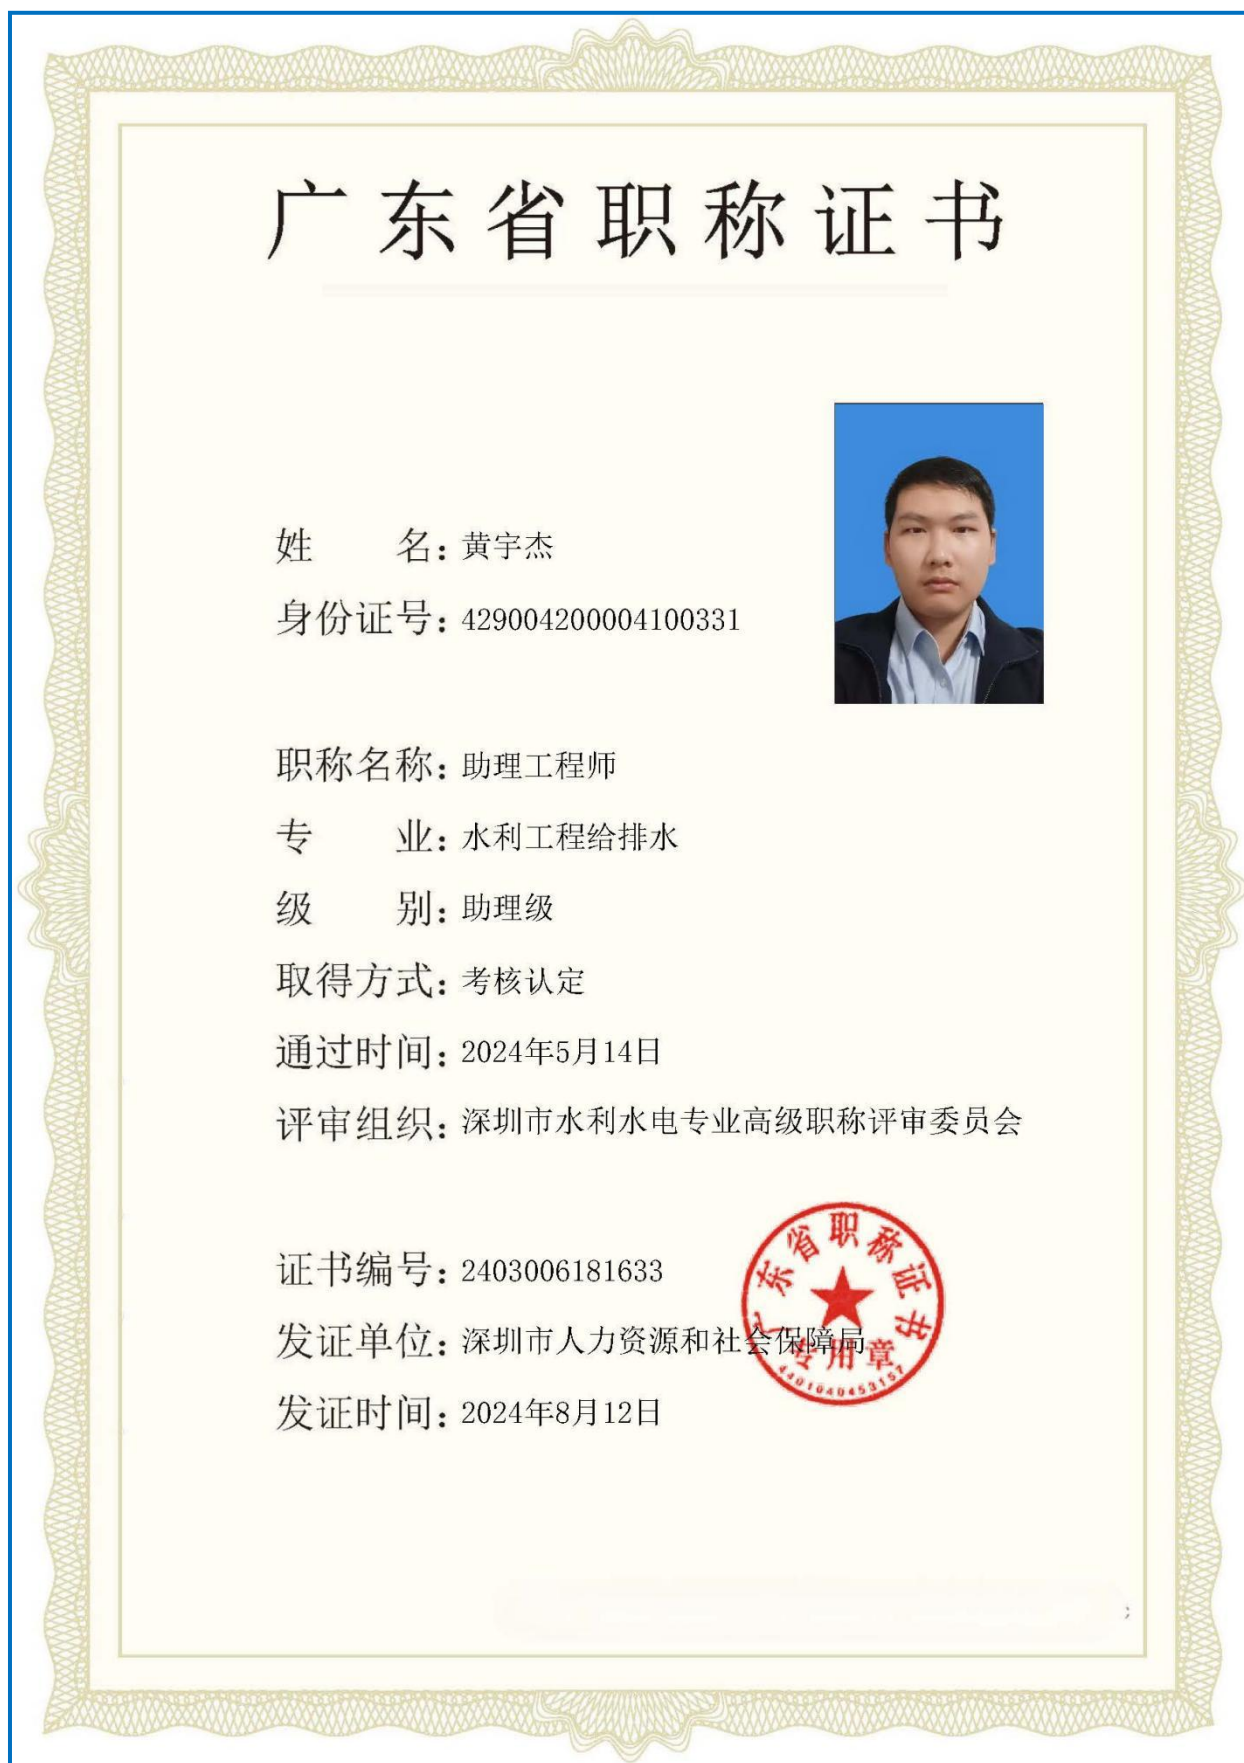 广东省职称证书
姓名：黄宇杰
身份证号：429004200004100331
职称名称：助理工程师
专业：水利工程给排水
级别：助理级
取得方式：考核认定
通过时间：2024年5月14日
评审组织：深圳市水利水电专业高级职称评审委员会
证书编号：2403006181633
发证单位：深圳市人力资源和社会保障局
发证时间：2024年8月12日
广东省职称证书
专用章
4401040453157